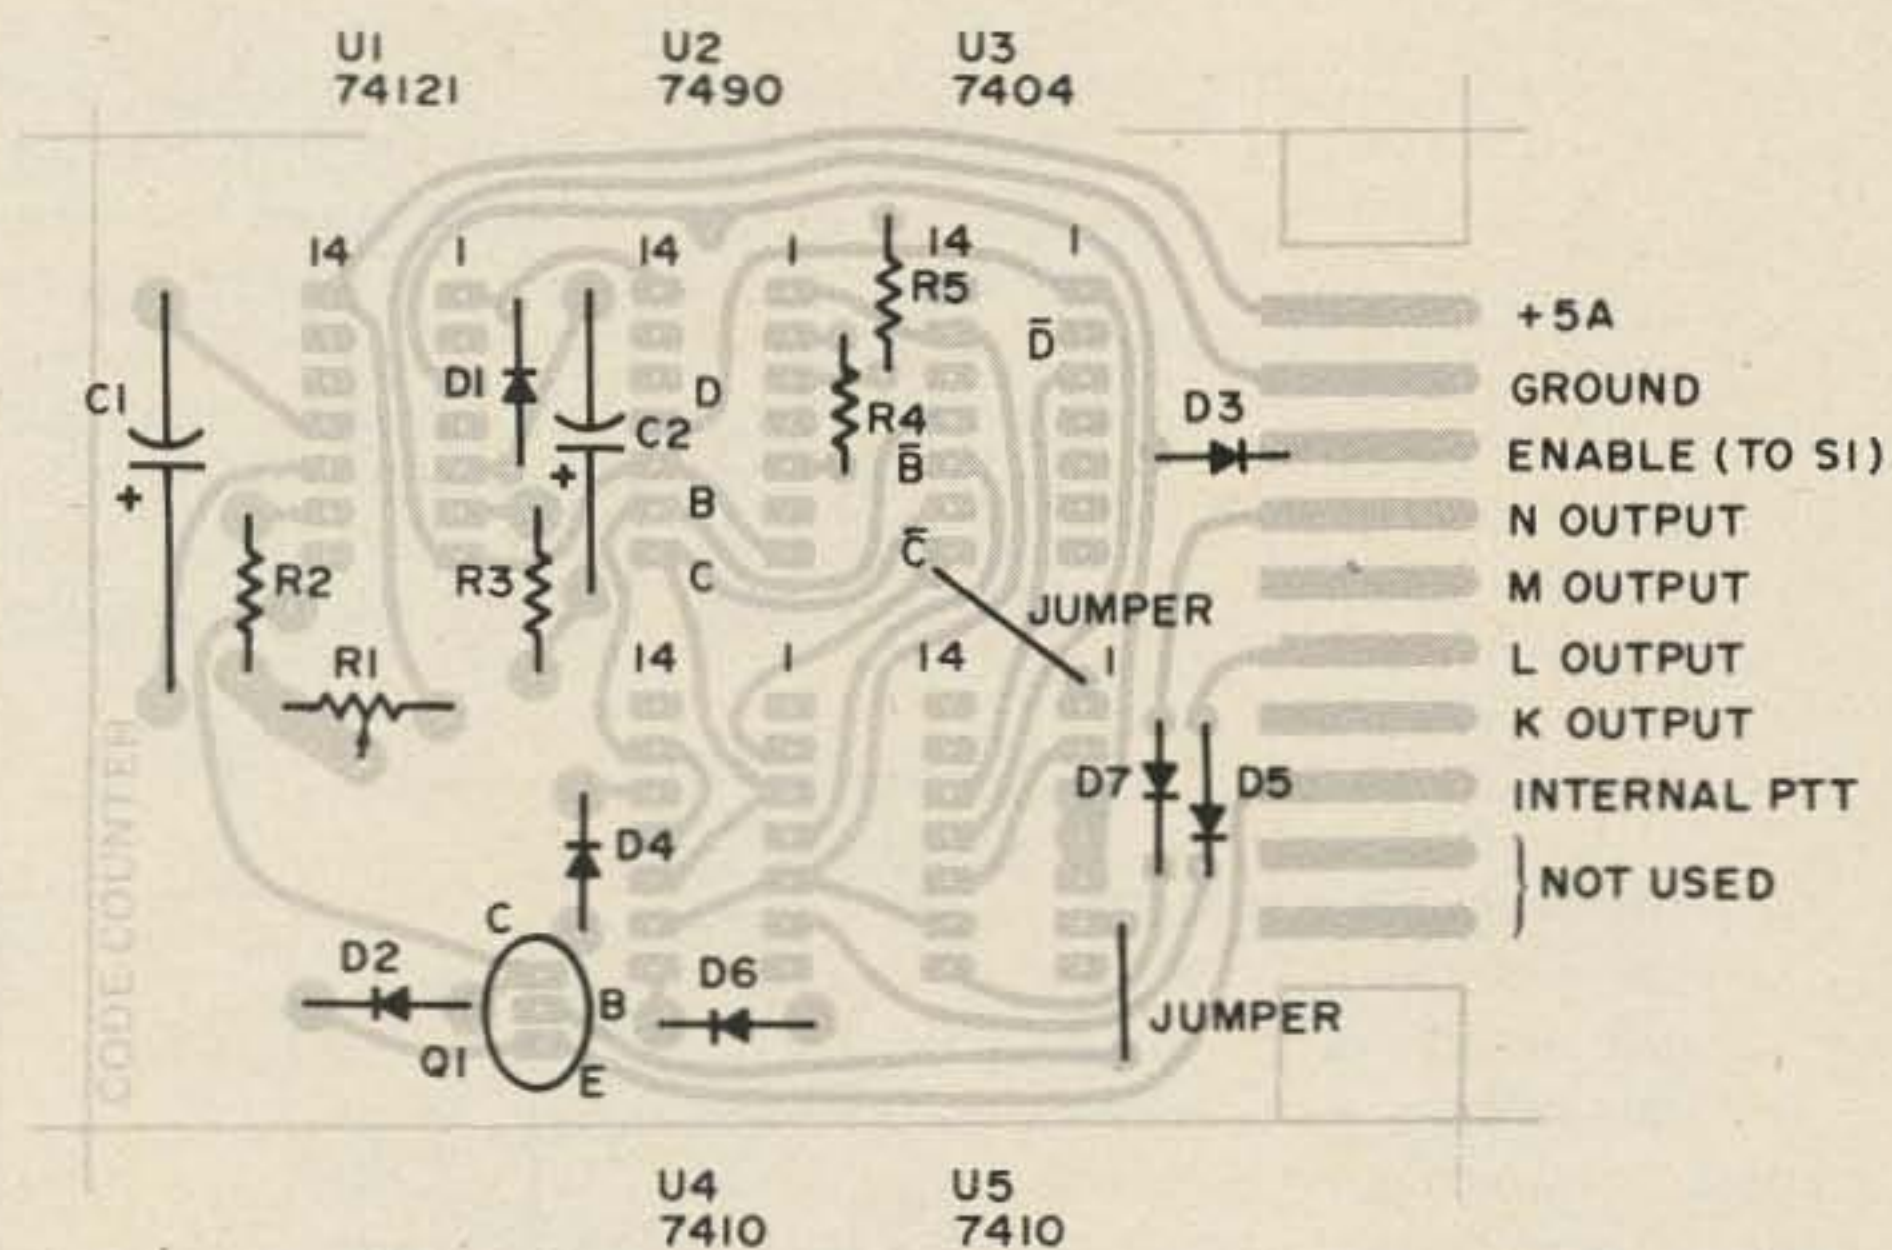 U1
74121
U2
7490
U3
7404
14
1
14
1
14
1
R5
D̅
D1
D
C1
C2
R4
B̅
D3
+
+
B
C̅
R2
R3
C
JUMPER
R1
14
1
14
1
D7
D5
D4
C
D2
D6
B
JUMPER
Q1
E
CODE COUNTER
+5A
GROUND
ENABLE (TO S1)
N OUTPUT
M OUTPUT
L OUTPUT
K OUTPUT
INTERNAL PTT
NOT USED
U4
7410
U5
7410